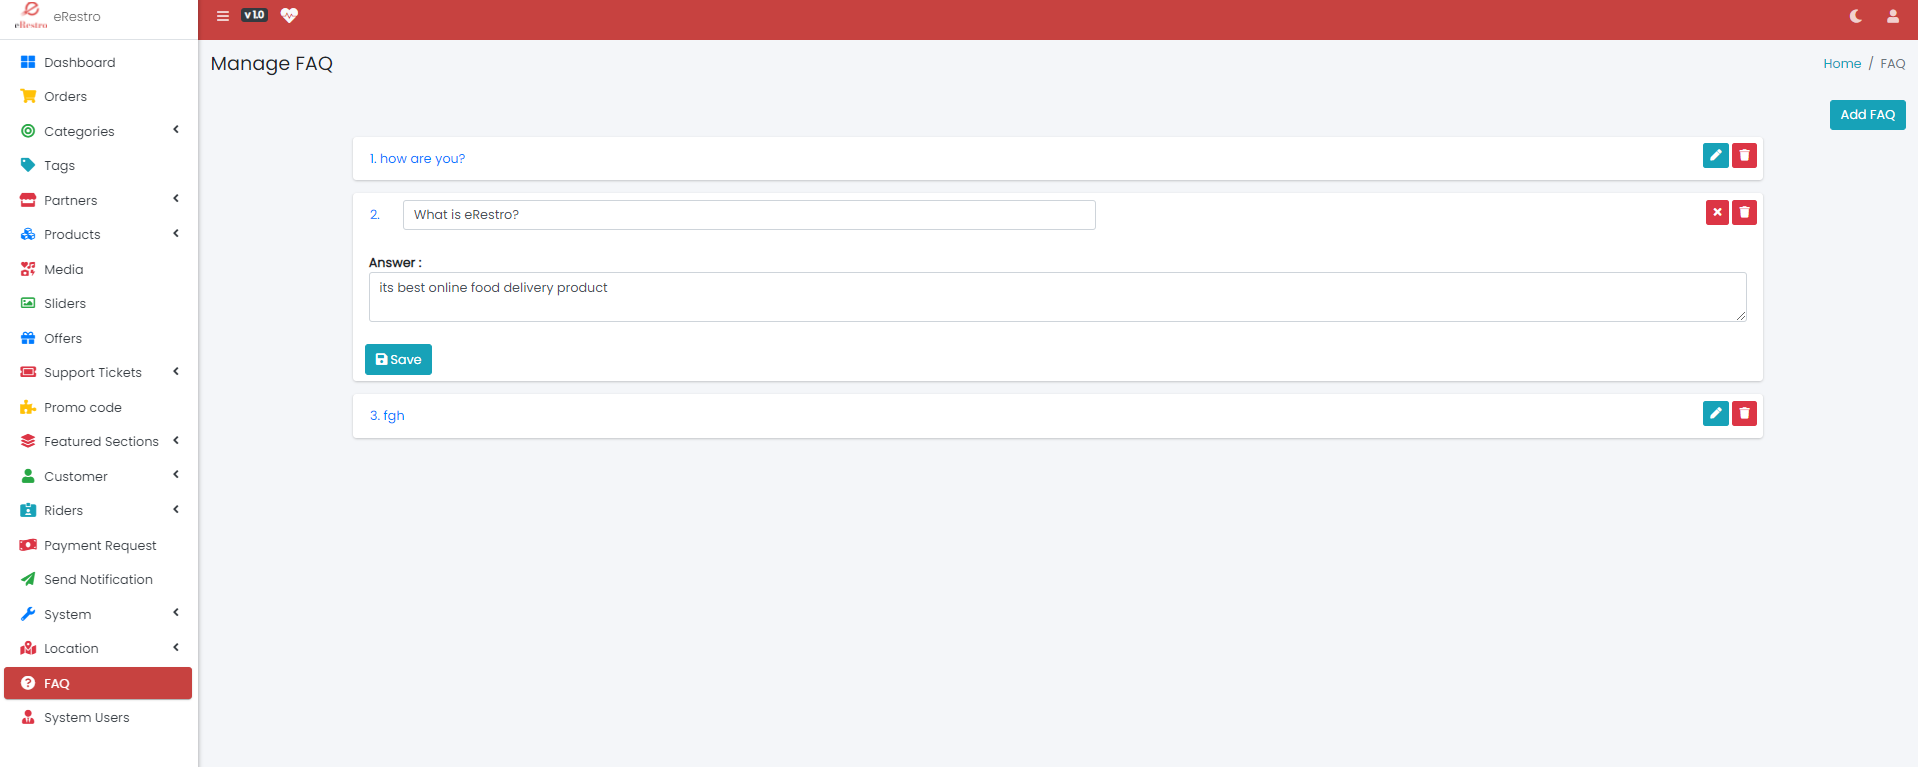 eRestro
eRestro
v 1.0
Dashboard
Orders
Categories
Tags
Partners
Products
Media
Sliders
Offers
Support Tickets
Promo code
Featured Sections
Customer
Riders
Payment Request
Send Notification
System
Location
FAQ
System Users
Manage FAQ
Home / FAQ
Add FAQ
1. how are you?
2. What is eRestro?
Answer :
its best online food delivery product
Save
3. fgh